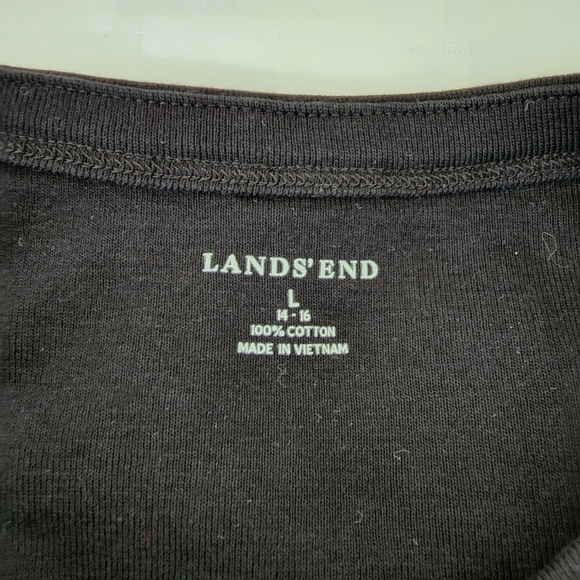 LANDS' END
L
14 - 16
100% COTTON
MADE IN VIETNAM